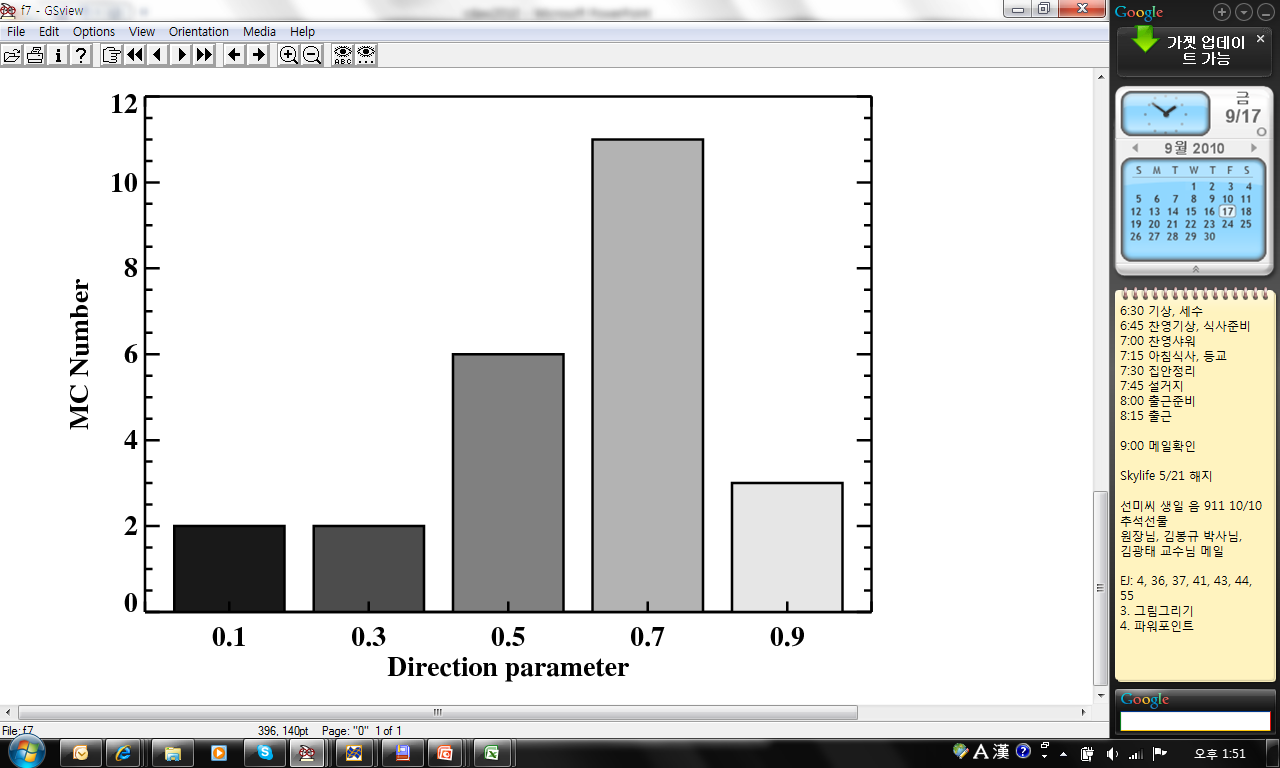 f7 - GSview
File Edit Options View Orientation Media Help
12
10
8
6
4
2
0
MC Number
0.1 0.3 0.5 0.7 0.9
Direction parameter
File:f7 396, 140pt Page: "0" 1 of 1
Google
가젯 업데이
트 가능
금
9/17
9월 2010
S M T W T F S
1 2 3 4
5 6 7 8 9 10 11
12 13 14 15 16 17 18
19 20 21 22 23 24 25
26 27 28 29 30
6:30 기상, 세수
6:45 찬영기상, 식사준비
7:00 찬영샤워
7:15 아침식사, 등교
7:30 집안정리
7:45 설거지
8:00 출근준비
8:15 출근
9:00 메일확인
Skylife 5/21 해지
선미씨 생일 음 911 10/10
추석선물
원장님, 김봉규 박사님,
김광태 교수님 메일
EJ: 4, 36, 37, 41, 43, 44,
55
3. 그림그리기
4. 파워포인트
Google
A 漢
오후 1:51